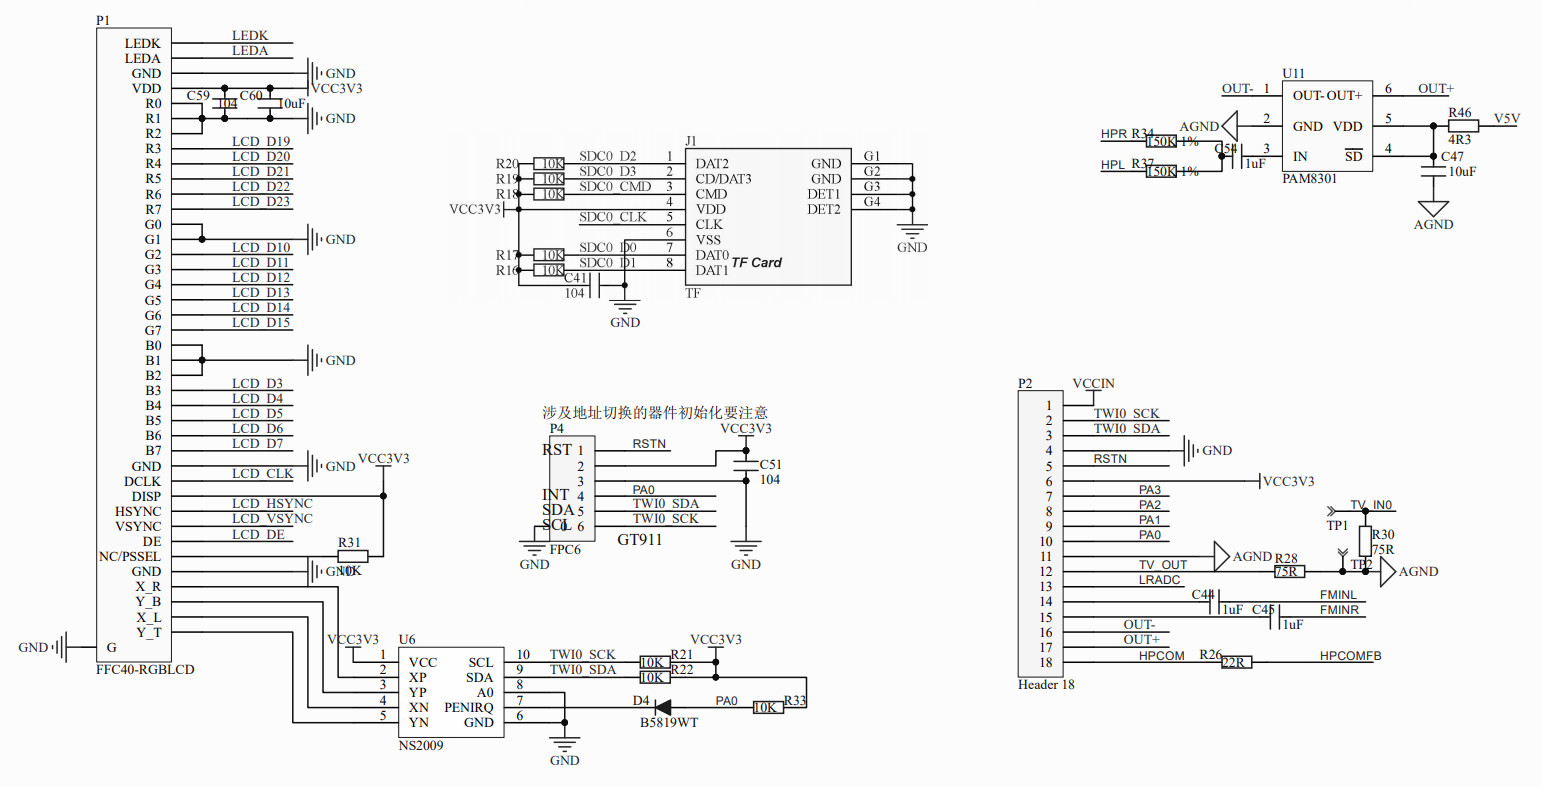 P1
LEDK LEDK
LEDA LEDA
GND GND
VDD VCC3V3
C59 104 C60 10uF
R0
R1 GND
R2
R3 LCD_D19
R4 LCD_D20
R5 LCD_D21
R6 LCD_D22
R7 LCD_D23
G0
G1 GND
G2 LCD_D10
G3 LCD_D11
G4 LCD_D12
G5 LCD_D13
G6 LCD_D14
G7 LCD_D15
B0
B1 GND
B2
B3 LCD_D3
B4 LCD_D4
B5 LCD_D5
B6 LCD_D6
B7 LCD_D7
GND GND VCC3V3
DCLK LCD_CLK
DISP
HSYNC LCD_HSYNC
VSYNC LCD_VSYNC
DE LCD_DE
NC/PSSEL R31 10K
GND GND
X_R
Y_B
X_L
Y_T
GND G
FFC40-RGBLCD
J1
R20 10K SDC0_D2 1 DAT2 GND G1
R19 10K SDC0_D3 2 CD/DAT3 GND G2
R18 10K SDC0_CMD 3 CMD DET1 G3
VCC3V3 4 VDD DET2 G4
SDC0_CLK 5 CLK
6 VSS GND
R17 10K SDC0_D0 7 DAT0
R16 10K SDC0_D1 8 DAT1
TF Card
C41
104
TF
GND
U11
OUT- 1 OUT- OUT+ 6 OUT+
AGND 2 GND VDD 5 R46 4R3 V5V
HPR R34 150K 1%
C54 1uF 3 IN SD 4
HPL R37 150K 1%
C47
10uF
PAM8301
AGND
涉及地址切换的器件初始化要注意
P4 VCC3V3
RST 1 RSTN
2
3
C51
104
INT 4 PA0
SDA 5 TWI0_SDA
SCL 6 TWI0_SCK
0
GT911
FPC6
GND GND
VCC3V3 U6 VCC3V3
1 VCC SCL 10 TWI0_SCK 10K R21
2 XP SDA 9 TWI0_SDA 10K R22
3 YP A0 8
4 XN PENIRQ 7 D4 PA0 10K R33
B5819WT
5 YN GND 6
NS2009
GND
P2 VCCIN
1
2 TWI0_SCK
3 TWI0_SDA
4 GND
5 RSTN
6 VCC3V3
7 PA3
8 PA2
9 PA1
10 PA0
11 AGND
12 TV_OUT R28 75R AGND
TV_IN0
TP1
R30
75R
TP2
13 LRADC
14 C44 1uF FMINL
15 C45 1uF FMINR
16 OUT-
17 OUT+
18 HPCOM R26 22R HPCOMFB
Header 18